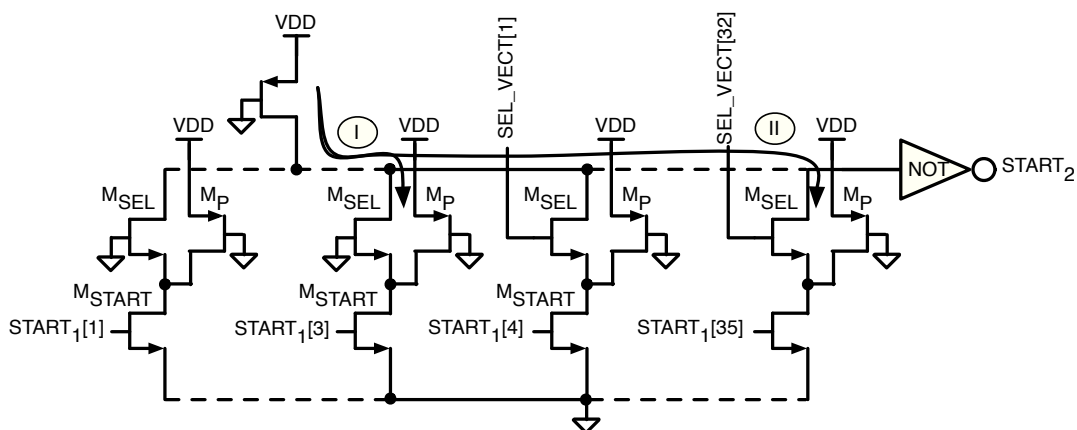 VDD
SEL_VECT[1]
SEL_VECT[32]
I
II
VDD
VDD
VDD
VDD
NOT
START2
MSEL
MP
MSEL
MP
MSEL
MP
MSEL
MP
MSTART
MSTART
START1[1]
START1[3]
START1[4]
START1[35]